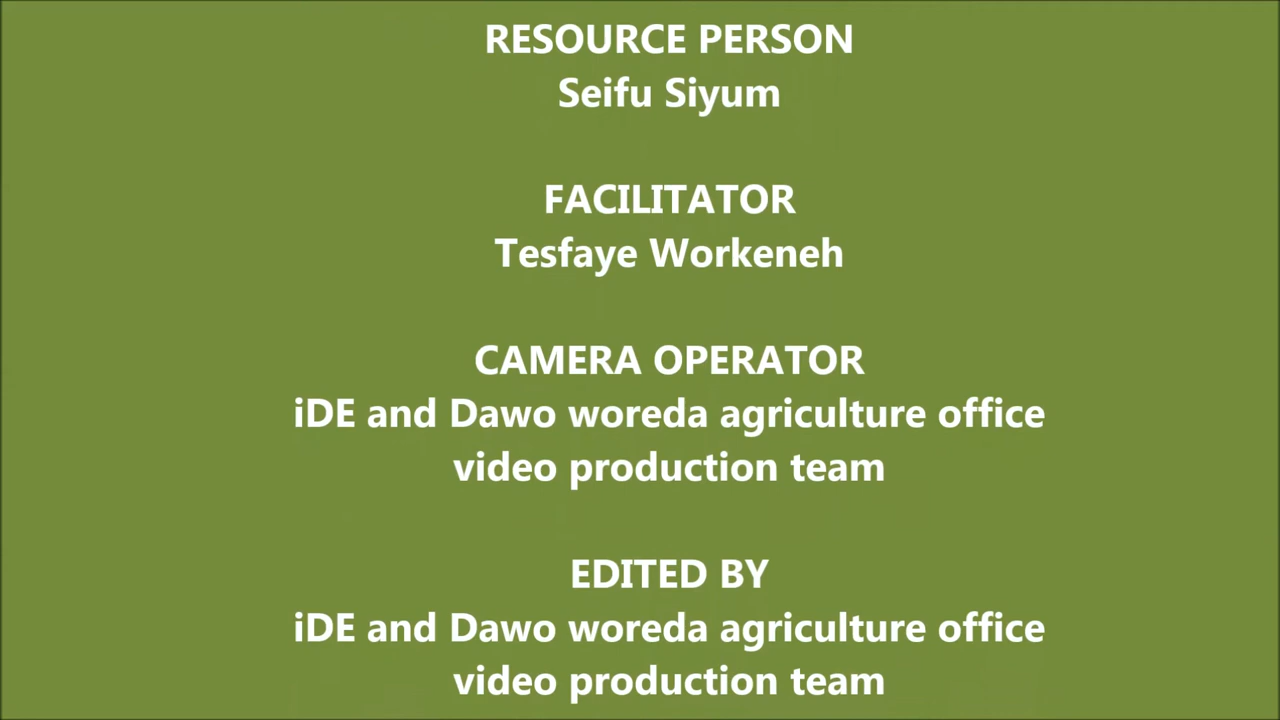 RESOURCE PERSON
Seifu Siyum
FACILITATOR
Tesfaye Workeneh
CAMERA OPERATOR
iDE and Dawo woreda agriculture office
video production team
EDITED BY
iDE and Dawo woreda agriculture office
video production team